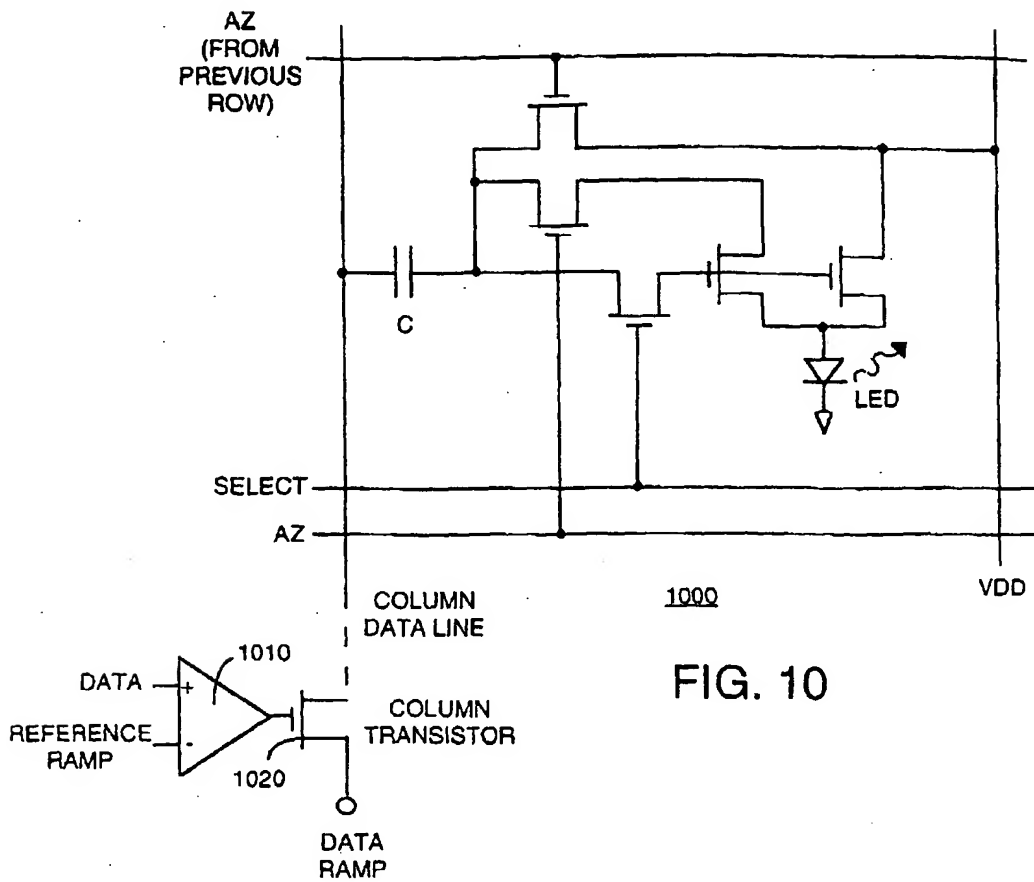 AZ
(FROM
PREVIOUS
ROW)
C
LED
SELECT
AZ
VDD
1000
COLUMN
DATA LINE
FIG. 10
1010
DATA
+
REFERENCE
RAMP
-
COLUMN
TRANSISTOR
1020
DATA
RAMP